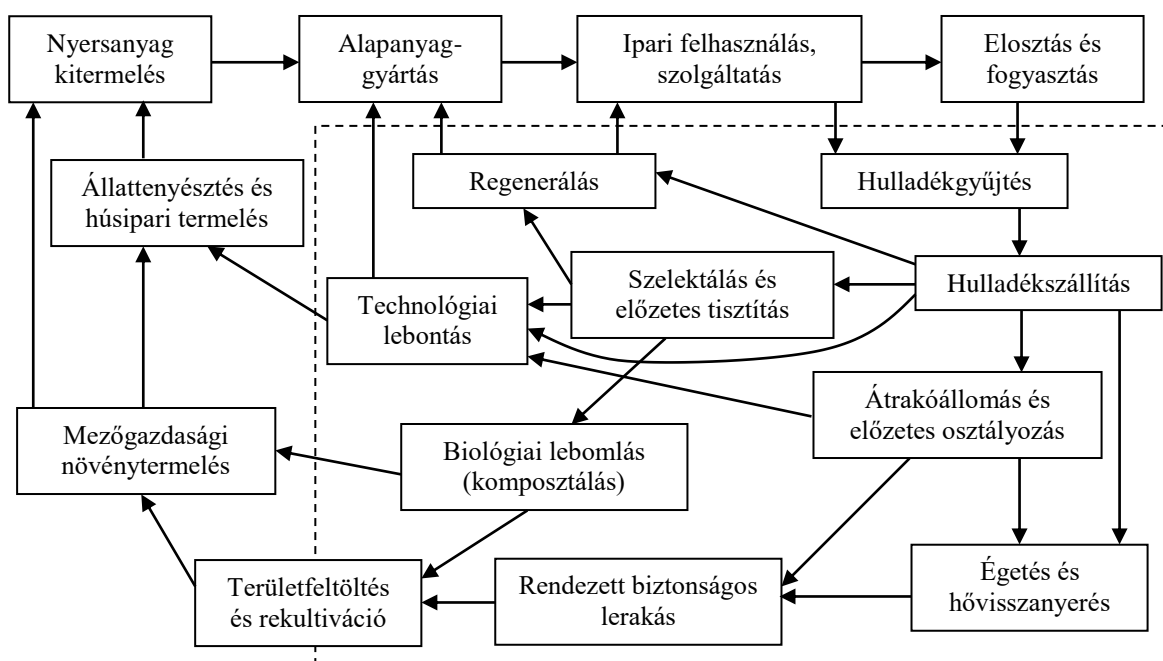 Nyersanyag
kitermelés
Alapanyag-
gyártás
Ipari felhasználás,
szolgáltatás
Elosztás és
fogyasztás
Állattenyésztés és
húsipari termelés
Regenerálás
Hulladékgyűjtés
Technológiai
lebontás
Szelektálás és
előzetes tisztítás
Hulladékszállítás
Mezőgazdasági
növénytermelés
Biológiai lebomlás
(komposztálás)
Átrakóállomás és
előzetes osztályozás
Területfeltöltés
és rekultiváció
Rendezett biztonságos
lerakás
Égetés és
hővisszanyerés